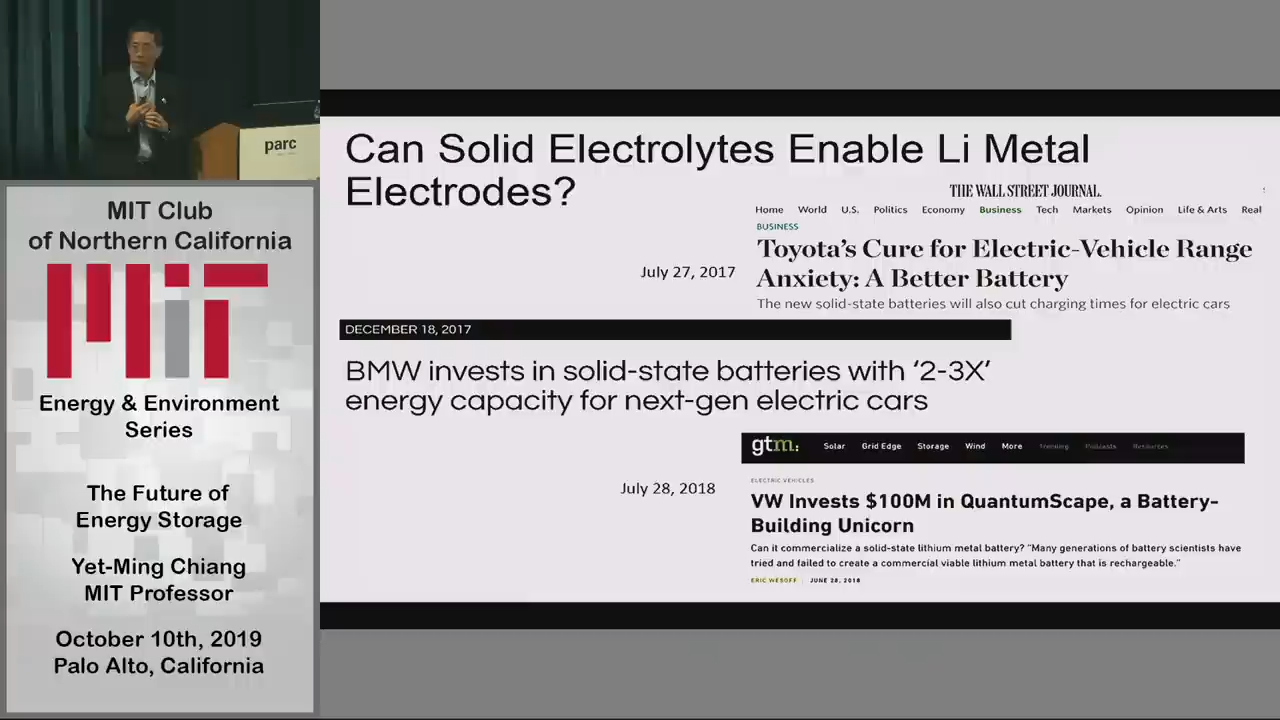 parc
MIT Club
of Northern California
MIT
Energy & Environment
Series
The Future of
Energy Storage
Yet-Ming Chiang
MIT Professor
October 10th, 2019
Palo Alto, California
Can Solid Electrolytes Enable Li Metal
Electrodes?
THE WALL STREET JOURNAL.
Home World U.S. Politics Economy Business Tech Markets Opinion Life & Arts Real
BUSINESS
Toyota's Cure for Electric-Vehicle Range
Anxiety: A Better Battery
July 27, 2017
The new solid-state batteries will also cut charging times for electric cars
DECEMBER 18, 2017
BMW invests in solid-state batteries with '2-3X'
energy capacity for next-gen electric cars
gtm.
Solar Grid Edge Storage Wind More Trending Podcasts Resources
July 28, 2018
ELECTRIC VEHICLES
VW Invests $100M in QuantumScape, a Battery-
Building Unicorn
Can it commercialize a solid-state lithium metal battery? "Many generations of battery scientists have
tried and failed to create a commercial viable lithium metal battery that is rechargeable."
ERIC WESOFF JUNE 28, 2018